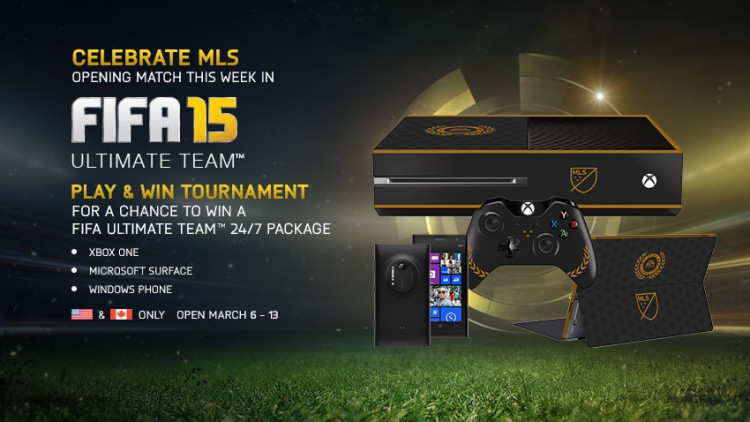 CELEBRATE MLS
OPENING MATCH THIS WEEK IN
FIFA 15
ULTIMATE TEAM™
PLAY & WIN TOURNAMENT
FOR A CHANCE TO WIN A
FIFA ULTIMATE TEAM™ 24/7 PACKAGE
• XBOX ONE
• MICROSOFT SURFACE
• WINDOWS PHONE
& ONLY OPEN MARCH 6 - 13
MLS
Y
X
B
A
MLS